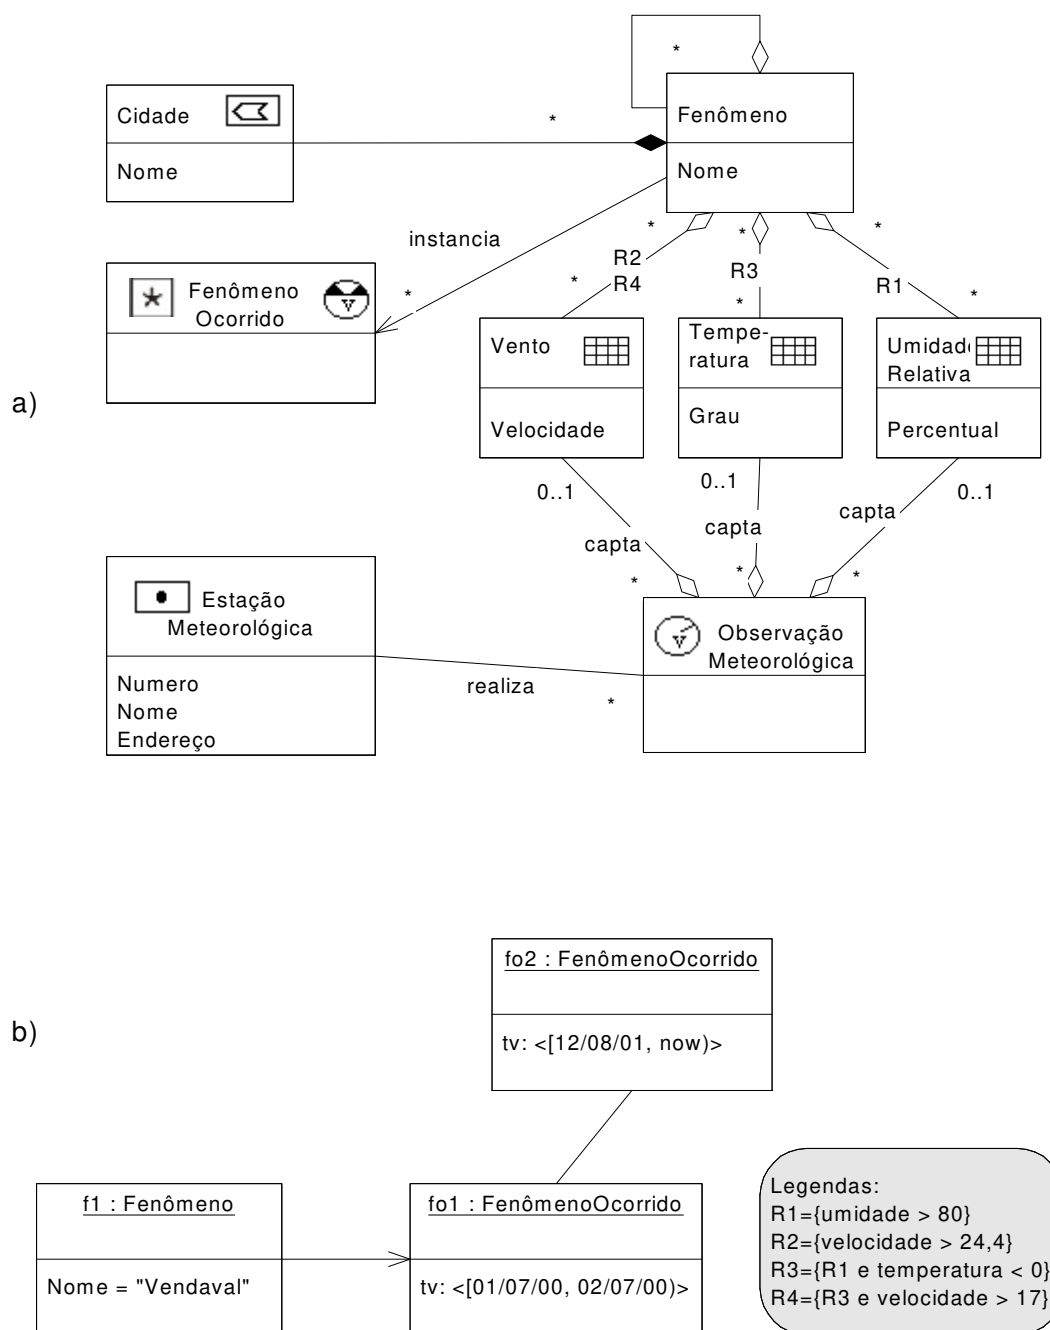 *
Cidade
*
Fenômeno
Nome
Nome
instancia
*
*
*
R2
R4
R3
R1
*
*
*
*
Fenômeno
Ocorrido
v
Vento
Tempe-
ratura
Umidade
Relativa
a)
Velocidade
Grau
Percentual
0..1
0..1
0..1
capta
capta
capta
*
*
*
Estação
Meteorológica
v
Observação
Meteorológica
realiza
*
Numero
Nome
Endereço
fo2 : FenômenoOcorrido
b)
tv: <[12/08/01, now)>
f1 : Fenômeno
fo1 : FenômenoOcorrido
Nome = "Vendaval"
tv: <[01/07/00, 02/07/00)>
Legendas:
R1={umidade > 80}
R2={velocidade > 24,4}
R3={R1 e temperatura < 0}
R4={R3 e velocidade > 17}